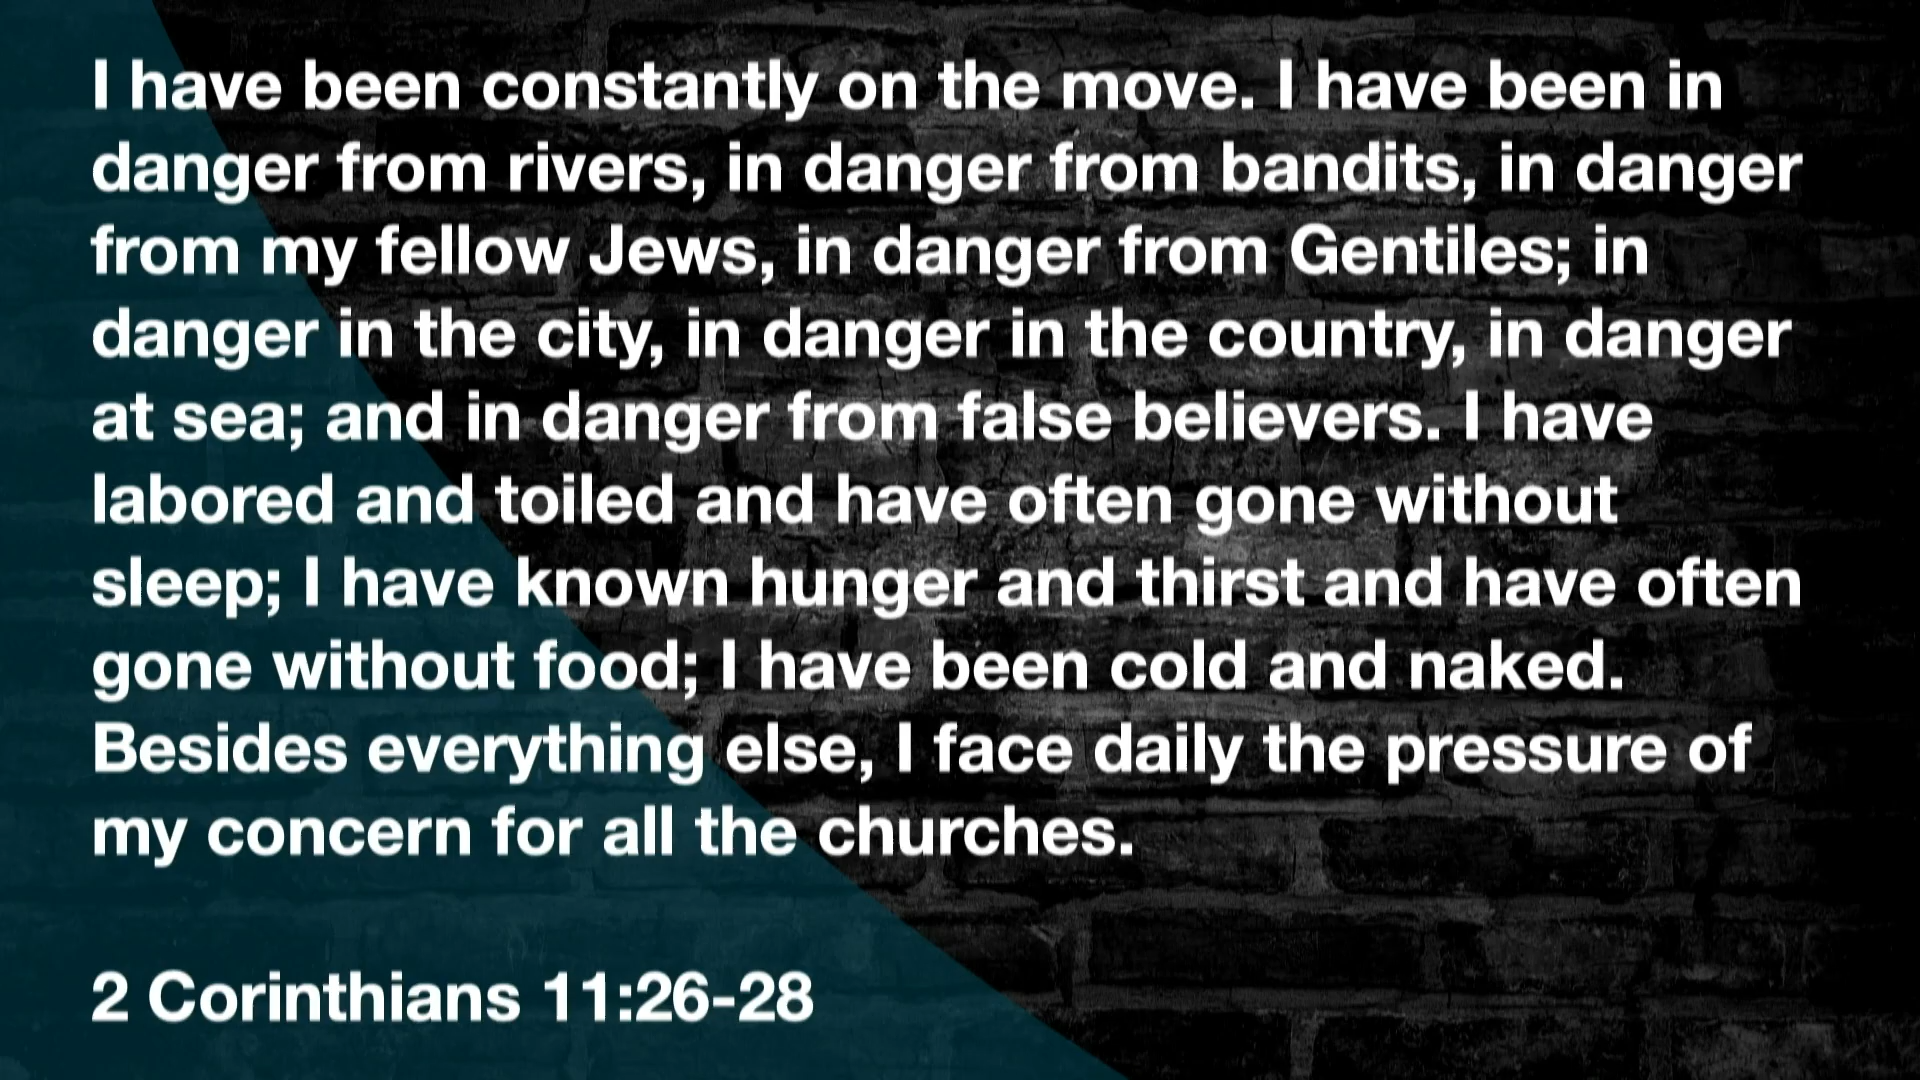 I have been constantly on the move. I have been in
danger from rivers, in danger from bandits, in danger
from my fellow Jews, in danger from Gentiles; in
danger in the city, in danger in the country, in danger
at sea; and in danger from false believers. I have
labored and toiled and have often gone without
sleep; I have known hunger and thirst and have often
gone without food; I have been cold and naked.
Besides everything else, I face daily the pressure of
my concern for all the churches.
2 Corinthians 11:26-28